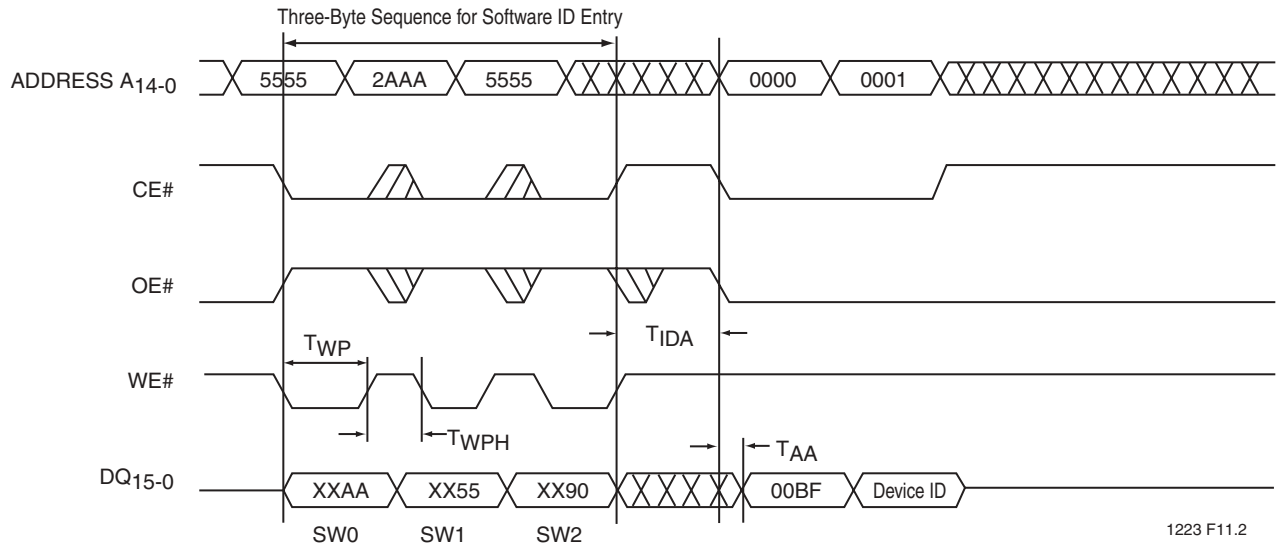 Three-Byte Sequence for Software ID Entry
ADDRESS A14-0 5555 2AAA 5555 0000 0001
CE#
OE#
TWP TIDA
WE#
TWPH TAA
DQ15-0 XXAA XX55 XX90 00BF Device ID
SW0 SW1 SW2
1223 F11.2